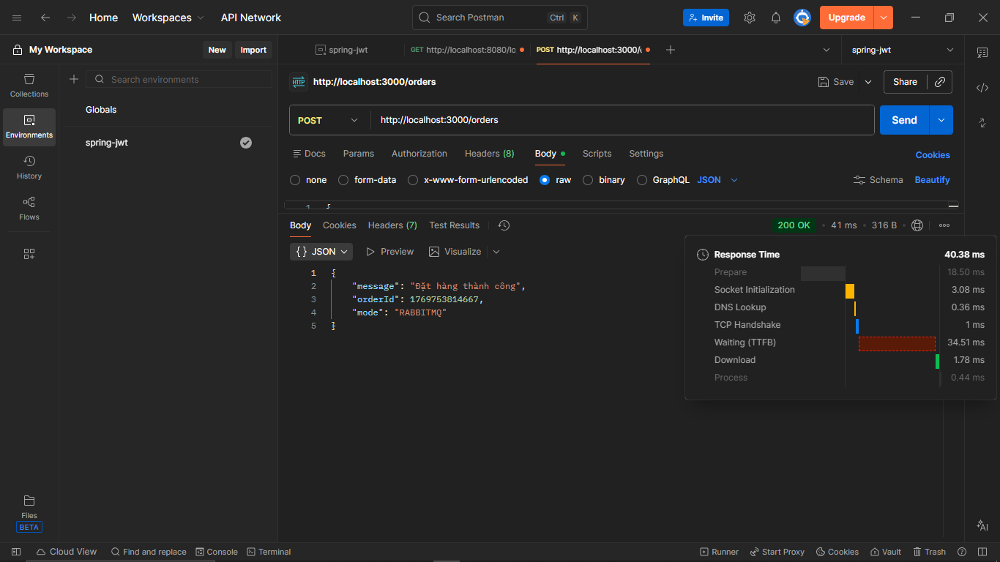 Home Workspaces API Network Search Postman Ctrl K Invite Upgrade
My Workspace New Import spring-jwt GET http://localhost:8080/lo POST http://localhost:3000/ spring-jwt
Search environments
Collections
Environments
History
Flows
Globals
spring-jwt
HTTP http://localhost:3000/orders Save Share
POST http://localhost:3000/orders Send
Docs Params Authorization Headers (8) Body Scripts Settings Cookies
none form-data x-www-form-urlencoded raw binary GraphQL JSON Schema Beautify
1 {
Body Cookies Headers (7) Test Results 200 OK 41 ms 316 B
{} JSON Preview Visualize
1 {
2 "message": "Đặt hàng thành công",
3 "orderId": 1769753814667,
4 "mode": "RABBITMQ"
5 }
Response Time 40.38 ms
Prepare 18.50 ms
Socket Initialization 3.08 ms
DNS Lookup 0.36 ms
TCP Handshake 1 ms
Waiting (TTFB) 34.51 ms
Download 1.78 ms
Process 0.44 ms
Files
BETA
AI
Cloud View Find and replace Console Terminal Runner Start Proxy Cookies Vault Trash